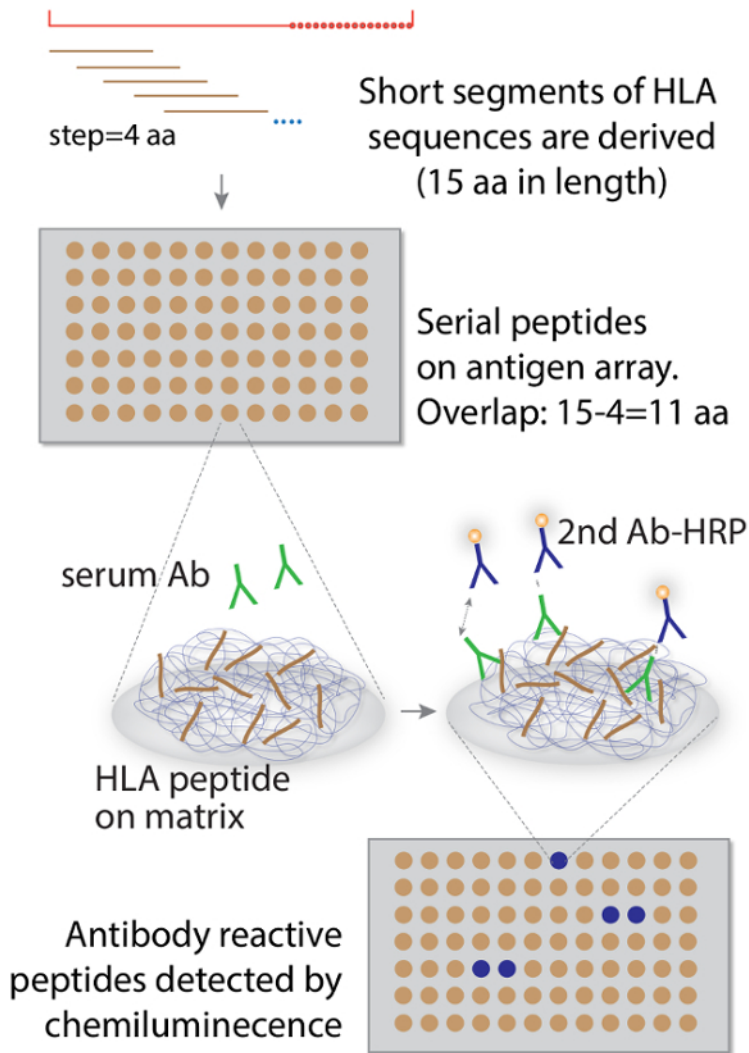 step=4 aa
Short segments of HLA
sequences are derived
(15 aa in length)
Serial peptides
on antigen array.
Overlap: 15-4=11 aa
serum Ab
2nd Ab-HRP
HLA peptide
on matrix
Antibody reactive
peptides detected by
chemiluminecence